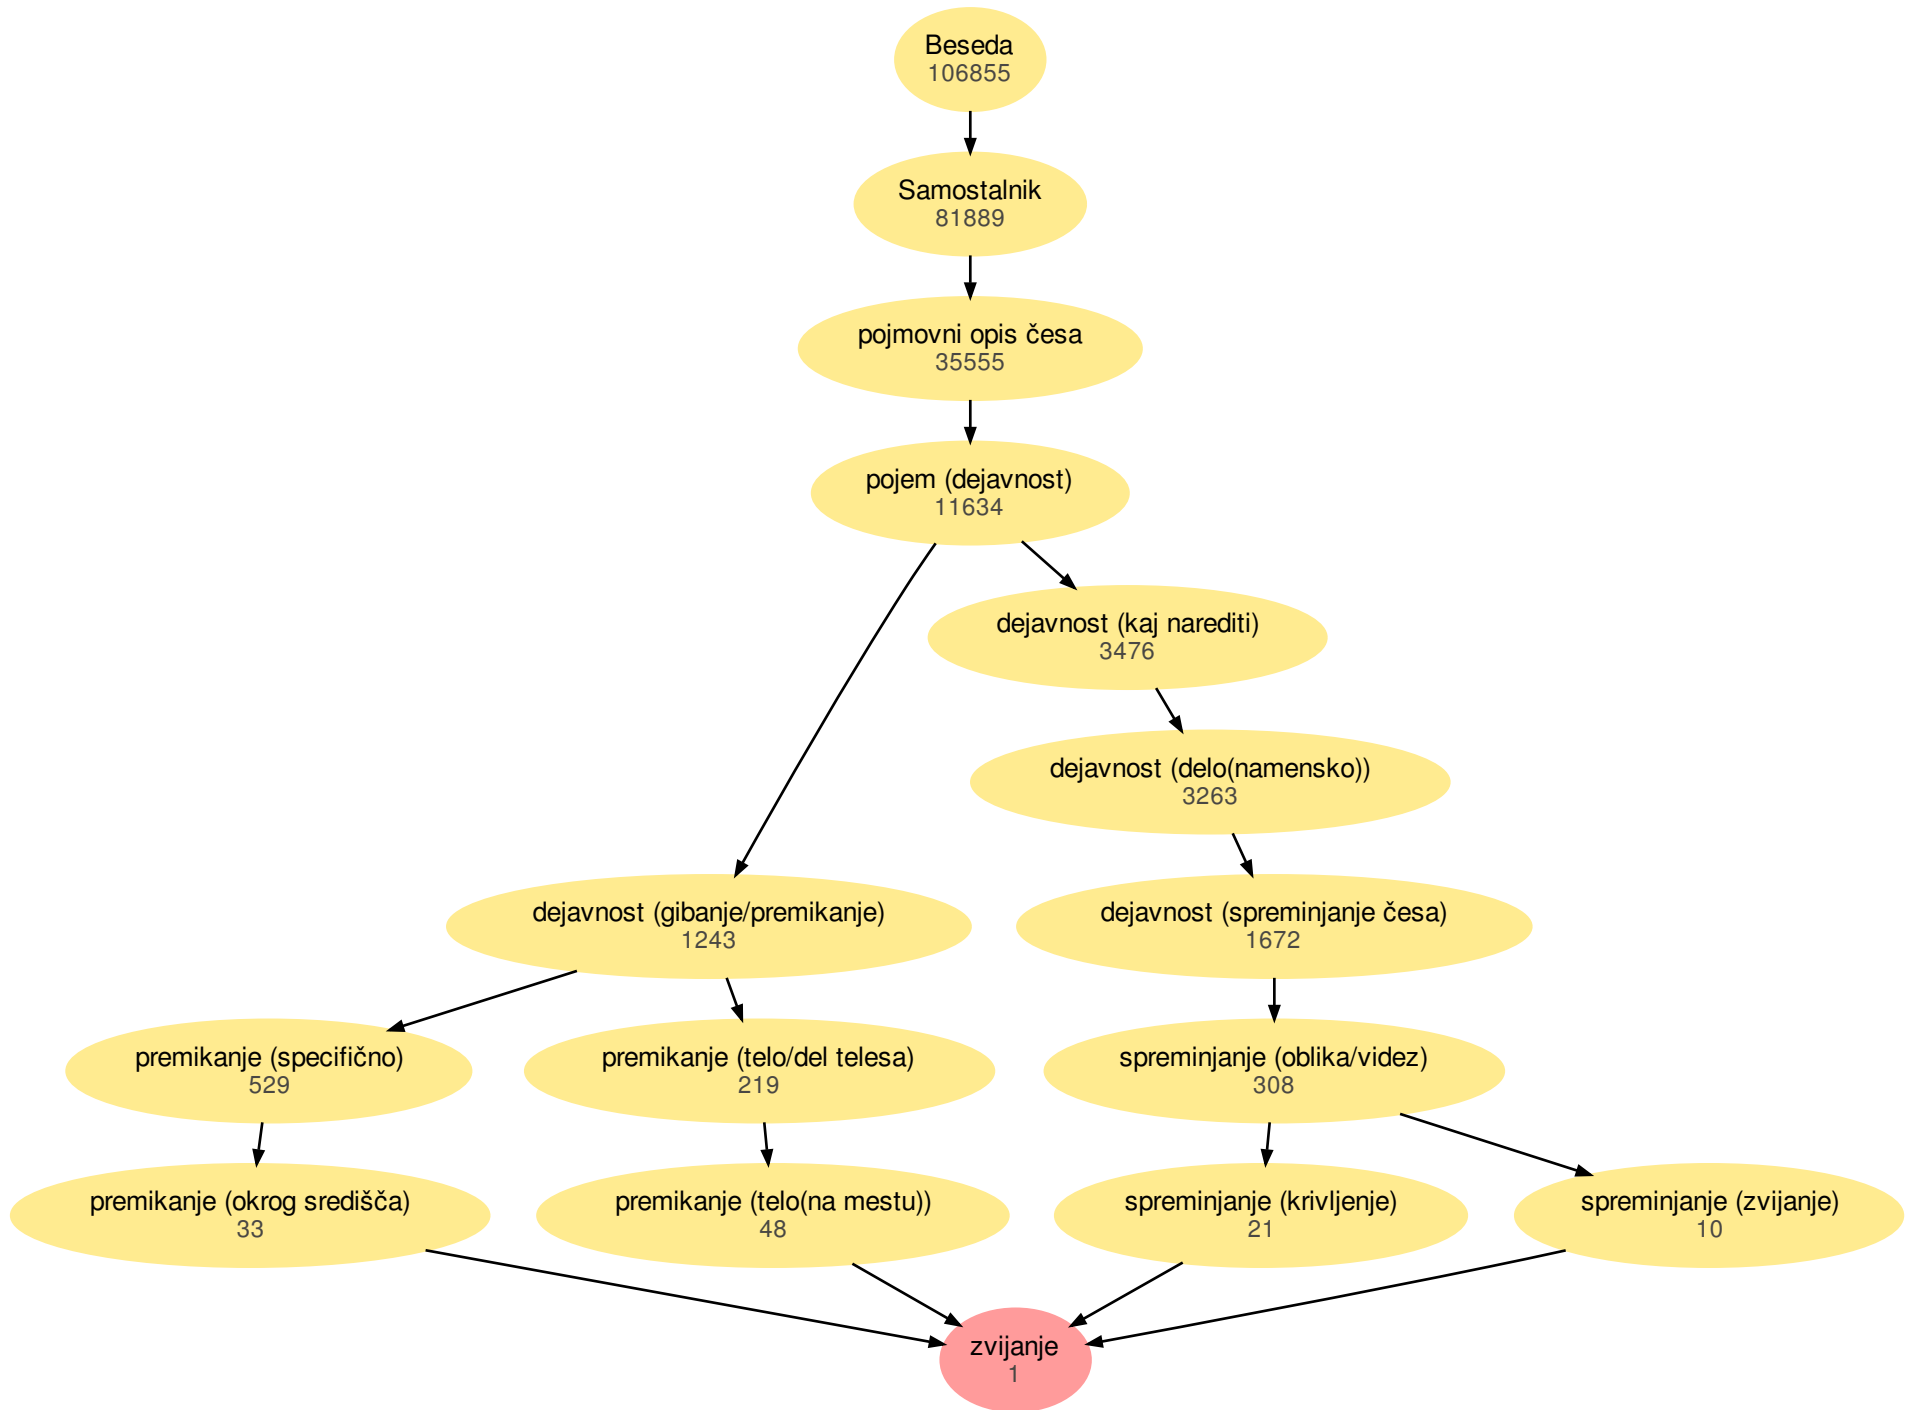 Beseda
106855
Samostalnik
81889
pojmovni opis česa
35555
pojem (dejavnost)
11634
dejavnost (kaj narediti)
3476
dejavnost (delo(namensko))
3263
dejavnost (gibanje/premikanje)
1243
dejavnost (spreminjanje česa)
1672
premikanje (specifično)
529
premikanje (telo/del telesa)
219
spreminjanje (oblika/videz)
308
premikanje (okrog središča)
33
premikanje (telo(na mestu))
48
spreminjanje (krivljenje)
21
spreminjanje (zvijanje)
10
zvijanje
1